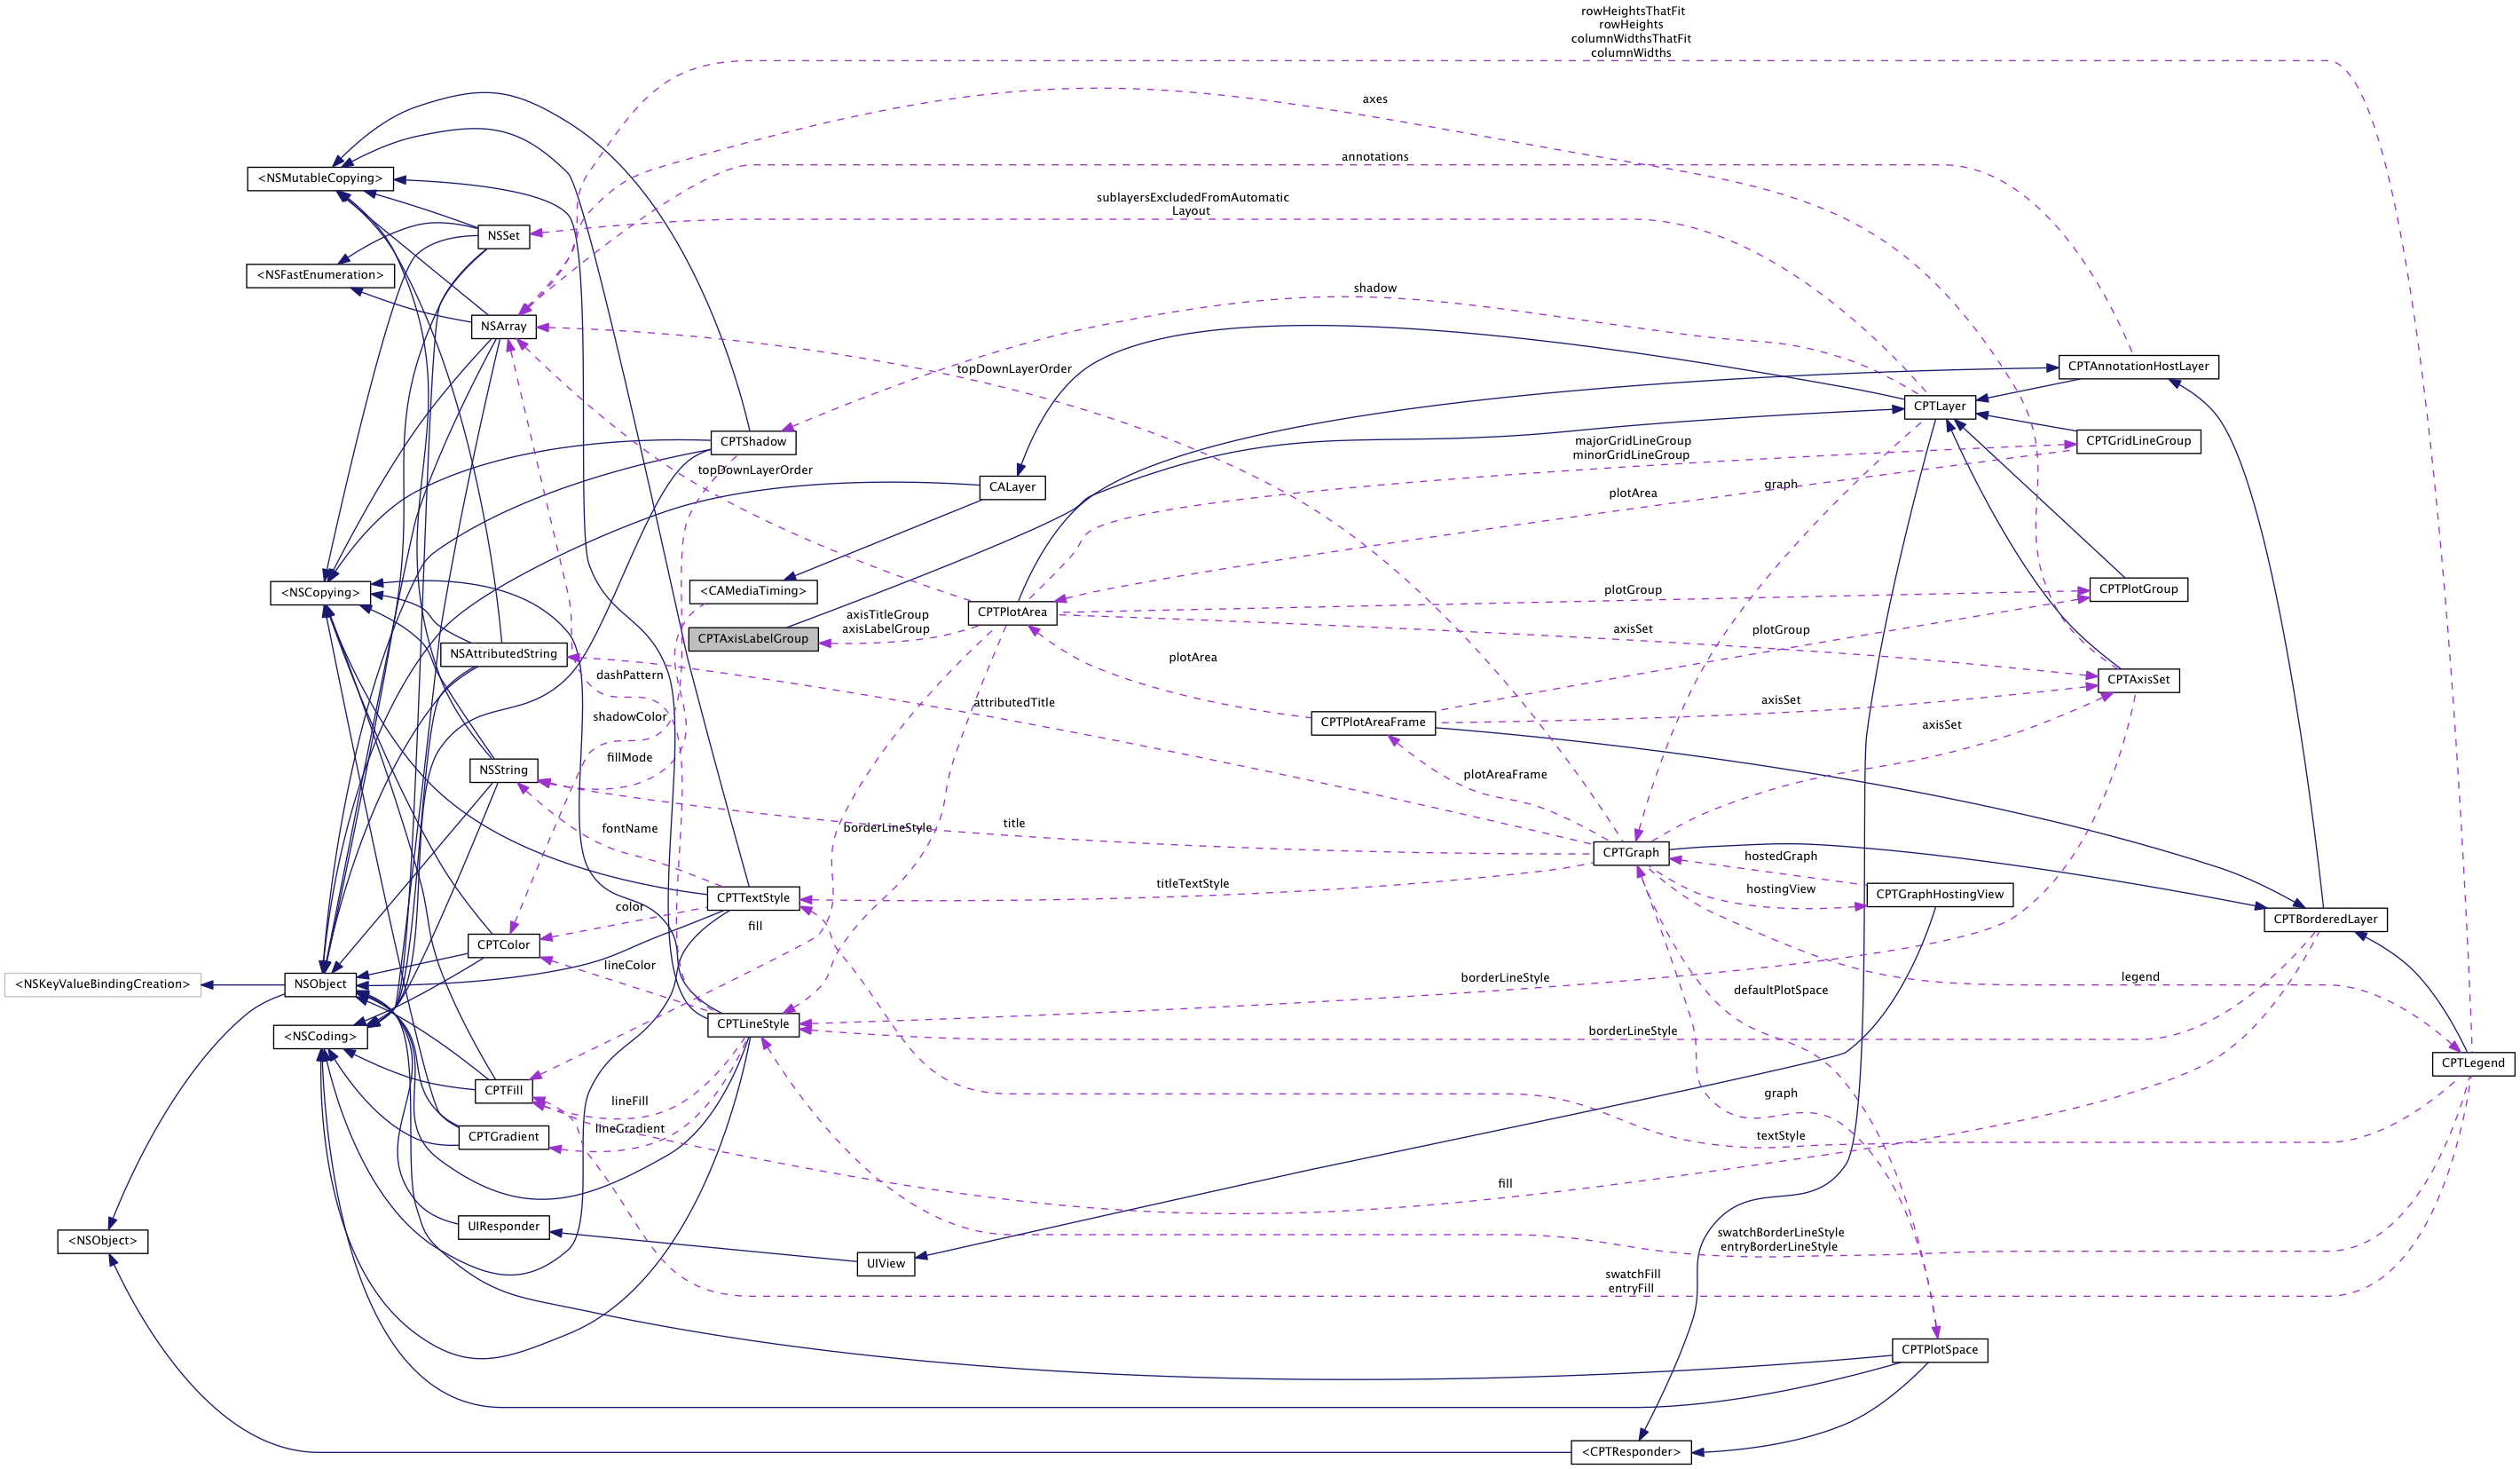 rowHeightsThatFit
rowHeights
columnWidthsThatFit
columnWidths
axes
annotations
<NSMutableCopying>
sublayersExcludedFromAutomatic
Layout
NSSet
<NSFastEnumeration>
shadow
NSArray
topDownLayerOrder
CPTAnnotationHostLayer
CPTLayer
CPTShadow
majorGridLineGroup
minorGridLineGroup
CPTGridLineGroup
topDownLayerOrder
CALayer
plotArea
graph
<NSCopying>
<CAMediaTiming>
plotGroup
CPTPlotGroup
CPTPlotArea
axisTitleGroup
axisLabelGroup
CPTAxisLabelGroup
axisSet
plotGroup
NSAttributedString
plotArea
dashPattern
CPTAxisSet
attributedTitle
axisSet
shadowColor
CPTPlotAreaFrame
axisSet
fillMode
NSString
plotAreaFrame
fontName
borderLineStyle
title
CPTGraph
hostedGraph
titleTextStyle
hostingView
CPTGraphHostingView
CPTTextStyle
color
fill
CPTBorderedLayer
CPTColor
lineColor
borderLineStyle
legend
<NSKeyValueBindingCreation>
NSObject
defaultPlotSpace
CPTLineStyle
borderLineStyle
<NSCoding>
CPTLegend
CPTFill
lineFill
graph
lineGradient
CPTGradient
textStyle
fill
UIResponder
<NSObject>
swatchBorderLineStyle
entryBorderLineStyle
UIView
swatchFill
entryFill
CPTPlotSpace
<CPTResponder>